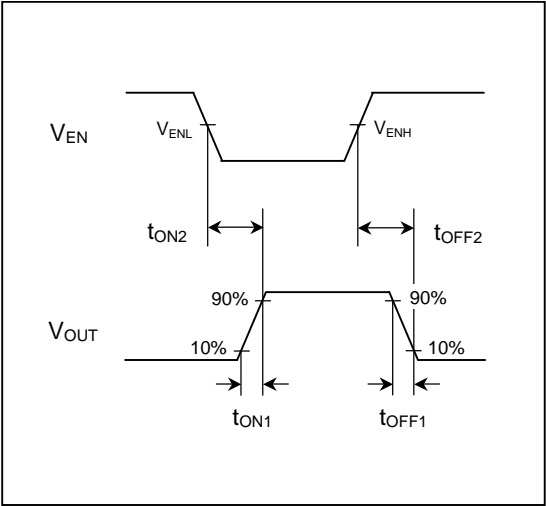 VEN
VENL
VENH
tON2
tOFF2
90%
90%
VOUT
10%
10%
tON1
tOFF1